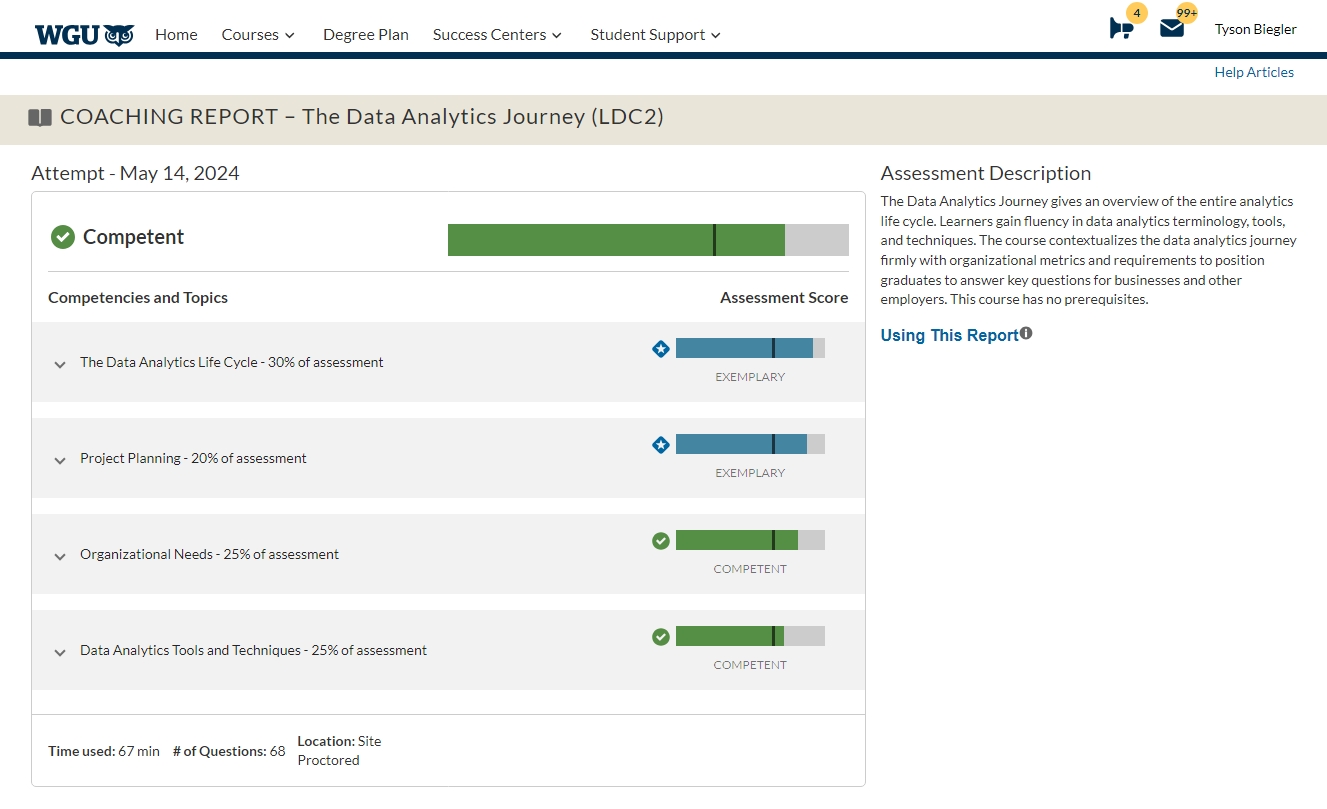 WGU Home Courses Degree Plan Success Centers Student Support 4 99+ Tyson Biegler
Help Articles
COACHING REPORT – The Data Analytics Journey (LDC2)
Attempt - May 14, 2024
Competent
Competencies and Topics Assessment Score
The Data Analytics Life Cycle - 30% of assessment
EXEMPLARY
Project Planning - 20% of assessment
EXEMPLARY
Organizational Needs - 25% of assessment
COMPETENT
Data Analytics Tools and Techniques - 25% of assessment
COMPETENT
Time used: 67 min # of Questions: 68 Location: Site
Proctored
Assessment Description
The Data Analytics Journey gives an overview of the entire analytics
life cycle. Learners gain fluency in data analytics terminology, tools,
and techniques. The course contextualizes the data analytics journey
firmly with organizational metrics and requirements to position
graduates to answer key questions for businesses and other
employers. This course has no prerequisites.
Using This Report